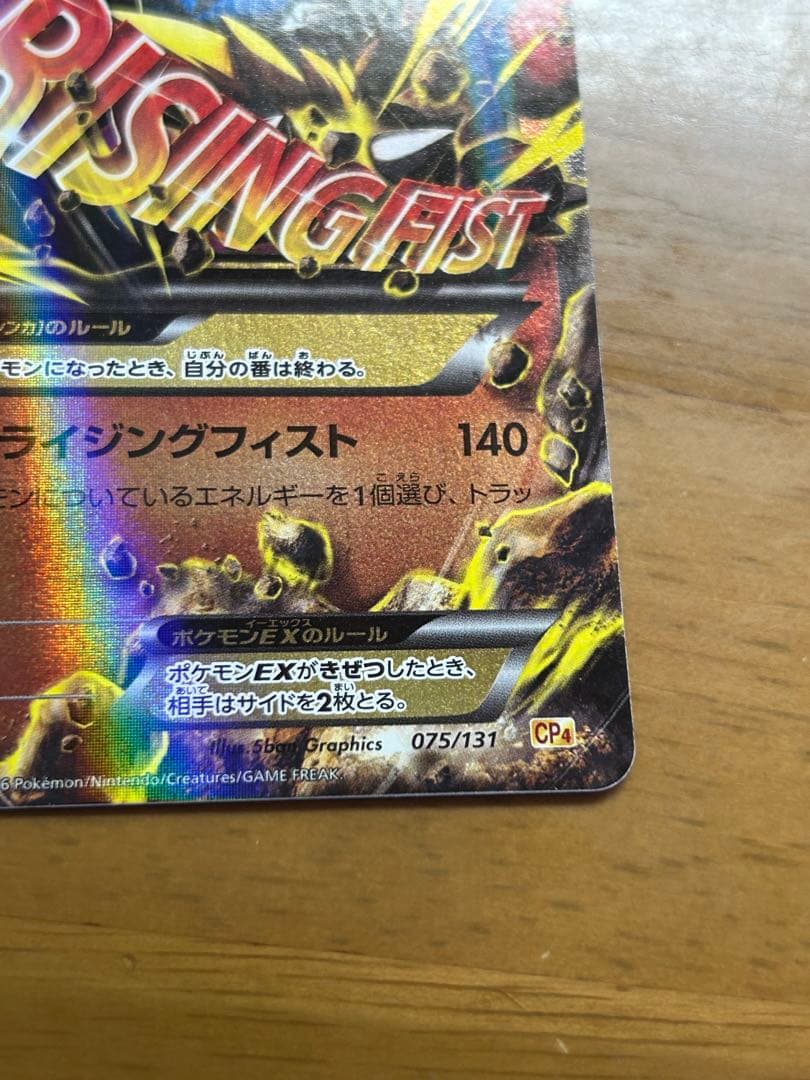 RISING FIST
ンカ]のルール
モンになったとき、自分の番は終わる。
ライジングフィスト 140
モンについているエネルギーを1個選び、トラッ
ポケモンEXのルール
ポケモンEXがきぜつしたとき、
相手はサイドを2枚とる。
Illus. 5ban Graphics 075/131 CP4
6 Pokémon/Nintendo/Creatures/GAME FREAK.